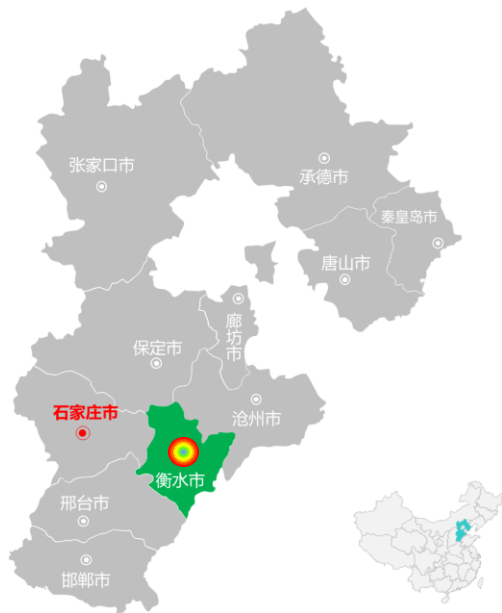 张家口市
承德市
秦皇岛市
唐山市
廊坊市
保定市
沧州市
石家庄市
衡水市
邢台市
邯郸市